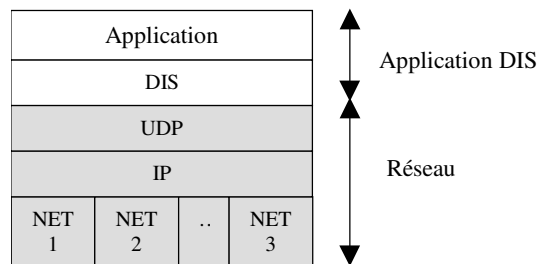 Application
DIS
UDP
IP
NET
1
NET
2
..
NET
3
Application DIS
Réseau